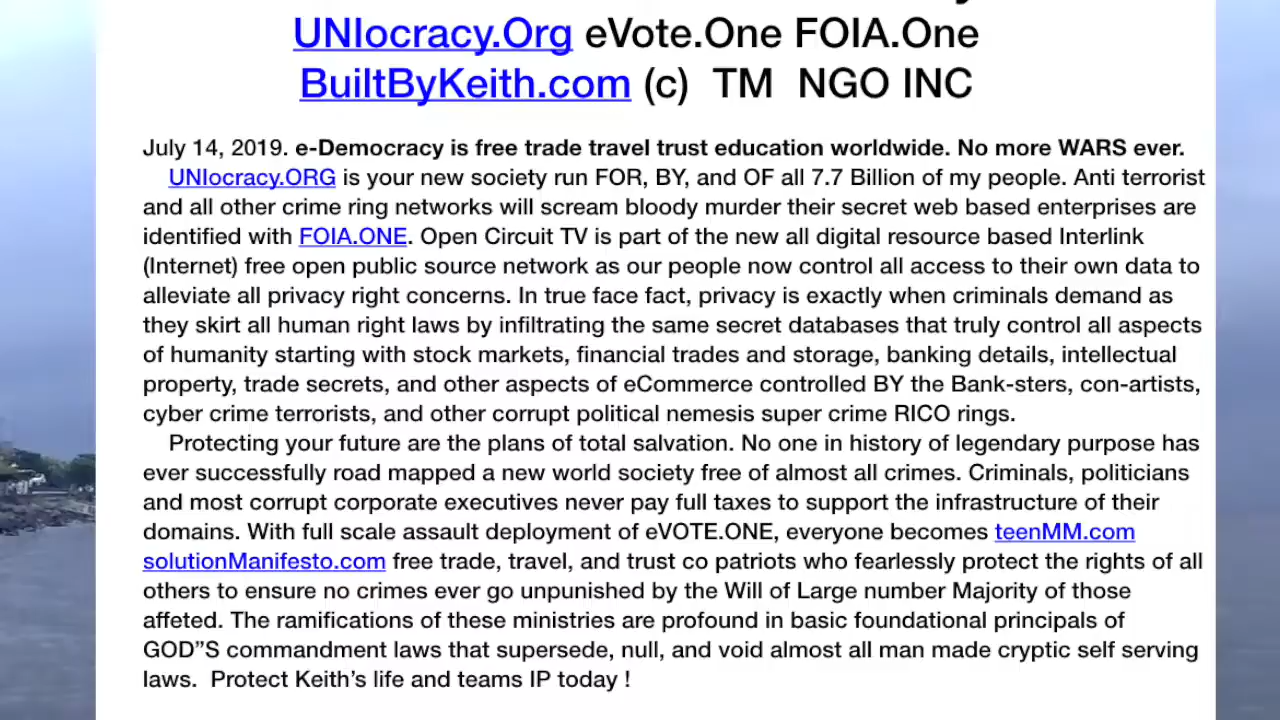 UNIocracy.Org eVote.One FOIA.One
BuiltByKeith.com (c) TM NGO INC
July 14, 2019. e-Democracy is free trade travel trust education worldwide. No more WARS ever.
UNIocracy.ORG is your new society run FOR, BY, and OF all 7.7 Billion of my people. Anti terrorist
and all other crime ring networks will scream bloody murder their secret web based enterprises are
identified with FOIA.ONE. Open Circuit TV is part of the new all digital resource based Interlink
(Internet) free open public source network as our people now control all access to their own data to
alleviate all privacy right concerns. In true face fact, privacy is exactly when criminals demand as
they skirt all human right laws by infiltrating the same secret databases that truly control all aspects
of humanity starting with stock markets, financial trades and storage, banking details, intellectual
property, trade secrets, and other aspects of eCommerce controlled BY the Bank-sters, con-artists,
cyber crime terrorists, and other corrupt political nemesis super crime RICO rings.
Protecting your future are the plans of total salvation. No one in history of legendary purpose has
ever successfully road mapped a new world society free of almost all crimes. Criminals, politicians
and most corrupt corporate executives never pay full taxes to support the infrastructure of their
domains. With full scale assault deployment of eVOTE.ONE, everyone becomes teenMM.com
solutionManifesto.com free trade, travel, and trust co patriots who fearlessly protect the rights of all
others to ensure no crimes ever go unpunished by the Will of Large number Majority of those
affeted. The ramifications of these ministries are profound in basic foundational principals of
GOD”S commandment laws that supersede, null, and void almost all man made cryptic self serving
laws. Protect Keith’s life and teams IP today !